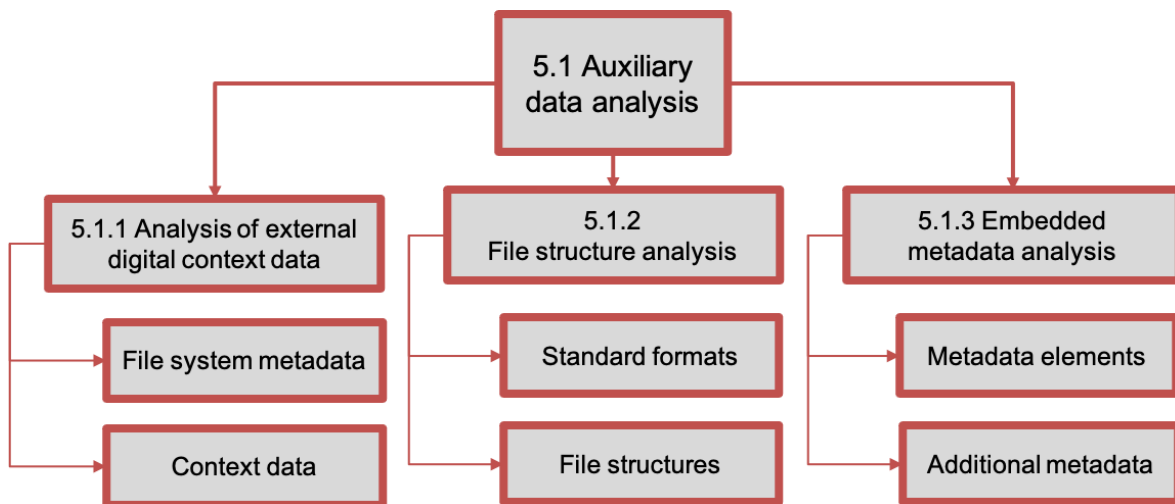 5.1 Auxiliary
data analysis
5.1.1 Analysis of external
digital context data
5.1.2
File structure analysis
5.1.3 Embedded
metadata analysis
File system metadata
Standard formats
Metadata elements
Context data
File structures
Additional metadata